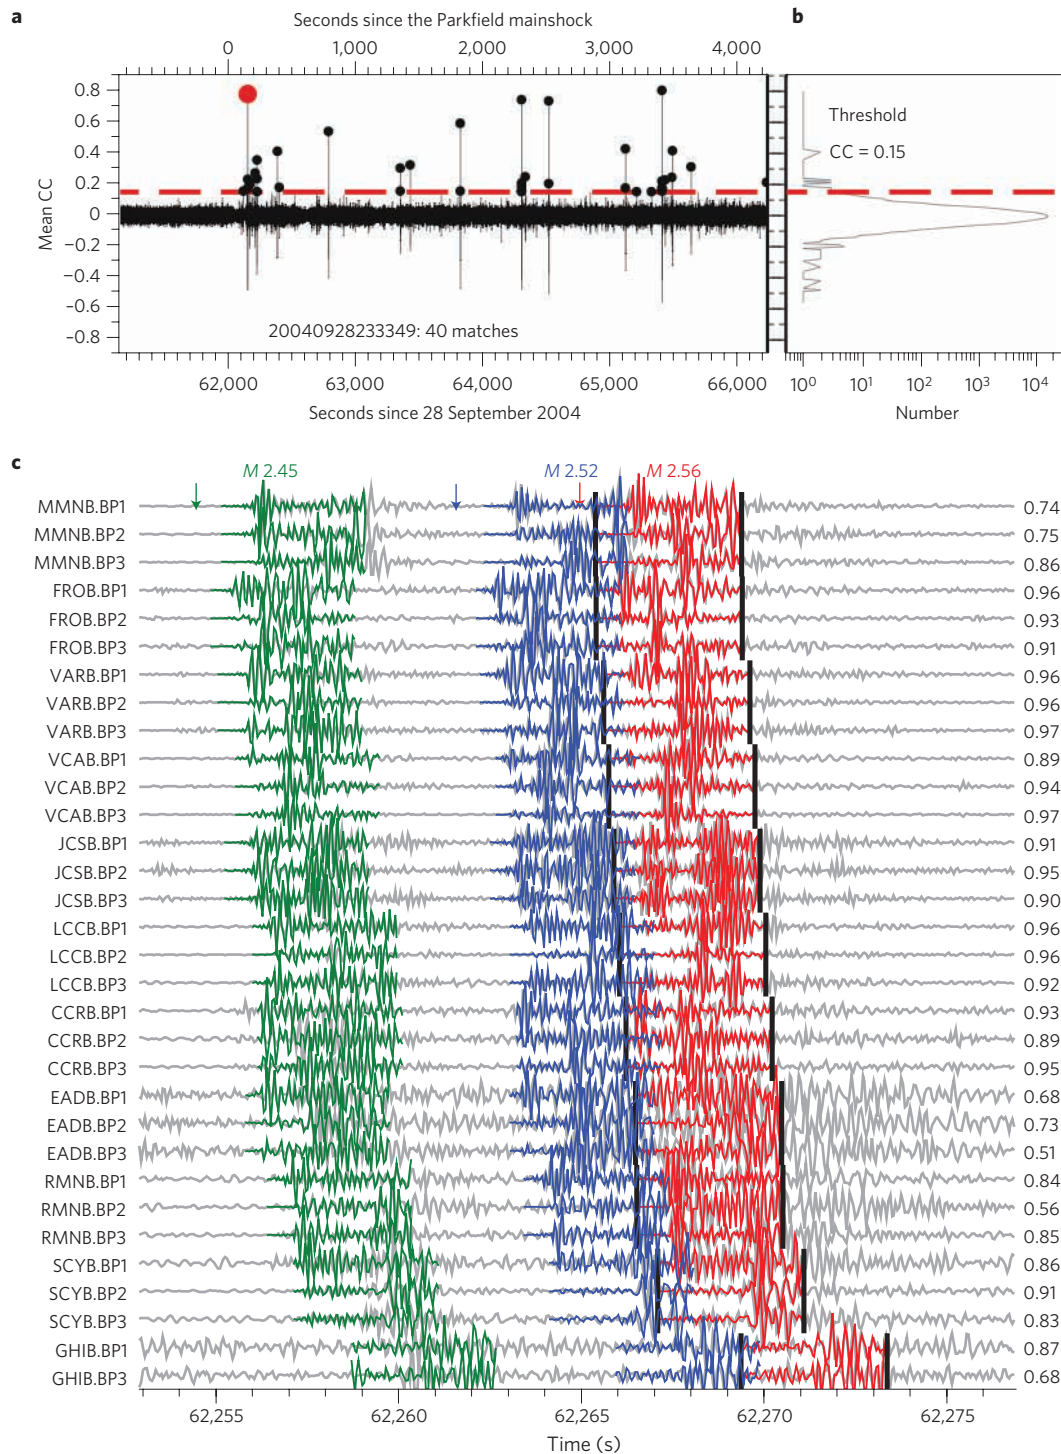 a
Seconds since the Parkfield mainshock
b
0 1,000 2,000 3,000 4,000
0.8
0.6
0.4
0.2
0
−0.2
−0.4
−0.6
−0.8
Mean CC
Threshold
CC = 0.15
20040928233349: 40 matches
62,000 63,000 64,000 65,000 66,000
10⁰ 10¹ 10² 10³ 10⁴
Seconds since 28 September 2004
Number
c
M 2.45 M 2.52 M 2.56
MMNB.BP1 0.74
MMNB.BP2 0.75
MMNB.BP3 0.86
FROB.BP1 0.96
FROB.BP2 0.93
FROB.BP3 0.91
VARB.BP1 0.96
VARB.BP2 0.96
VARB.BP3 0.97
VCAB.BP1 0.89
VCAB.BP2 0.94
VCAB.BP3 0.97
JCSB.BP1 0.91
JCSB.BP2 0.95
JCSB.BP3 0.90
LCCB.BP1 0.96
LCCB.BP2 0.96
LCCB.BP3 0.92
CCRB.BP1 0.93
CCRB.BP2 0.89
CCRB.BP3 0.95
EADB.BP1 0.68
EADB.BP2 0.73
EADB.BP3 0.51
RMNB.BP1 0.84
RMNB.BP2 0.56
RMNB.BP3 0.85
SCYB.BP1 0.86
SCYB.BP2 0.91
SCYB.BP3 0.83
GHIB.BP1 0.87
GHIB.BP3 0.68
62,255 62,260 62,265 62,270 62,275
Time (s)